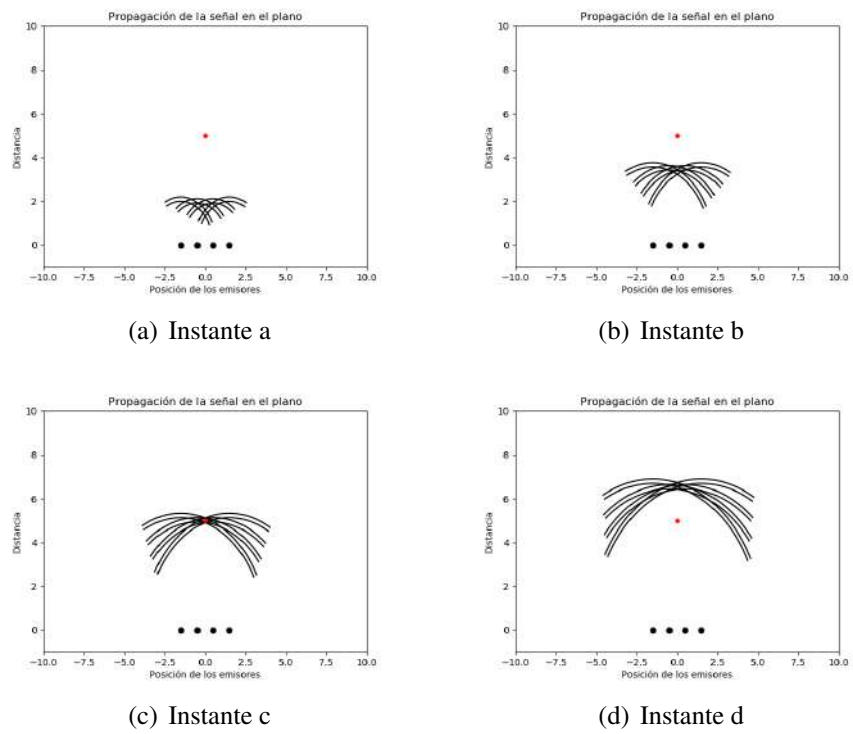 Propagación de la señal en el plano
10
8
6
4
2
0
Distancia
−10.0 −7.5 −5.0 −2.5 0.0 2.5 5.0 7.5 10.0
Posición de los emisores
(a) Instante a
Propagación de la señal en el plano
10
8
6
4
2
0
Distancia
−10.0 −7.5 −5.0 −2.5 0.0 2.5 5.0 7.5 10.0
Posición de los emisores
(b) Instante b
Propagación de la señal en el plano
10
8
6
4
2
0
Distancia
−10.0 −7.5 −5.0 −2.5 0.0 2.5 5.0 7.5 10.0
Posición de los emisores
(c) Instante c
Propagación de la señal en el plano
10
8
6
4
2
0
Distancia
−10.0 −7.5 −5.0 −2.5 0.0 2.5 5.0 7.5 10.0
Posición de los emisores
(d) Instante d